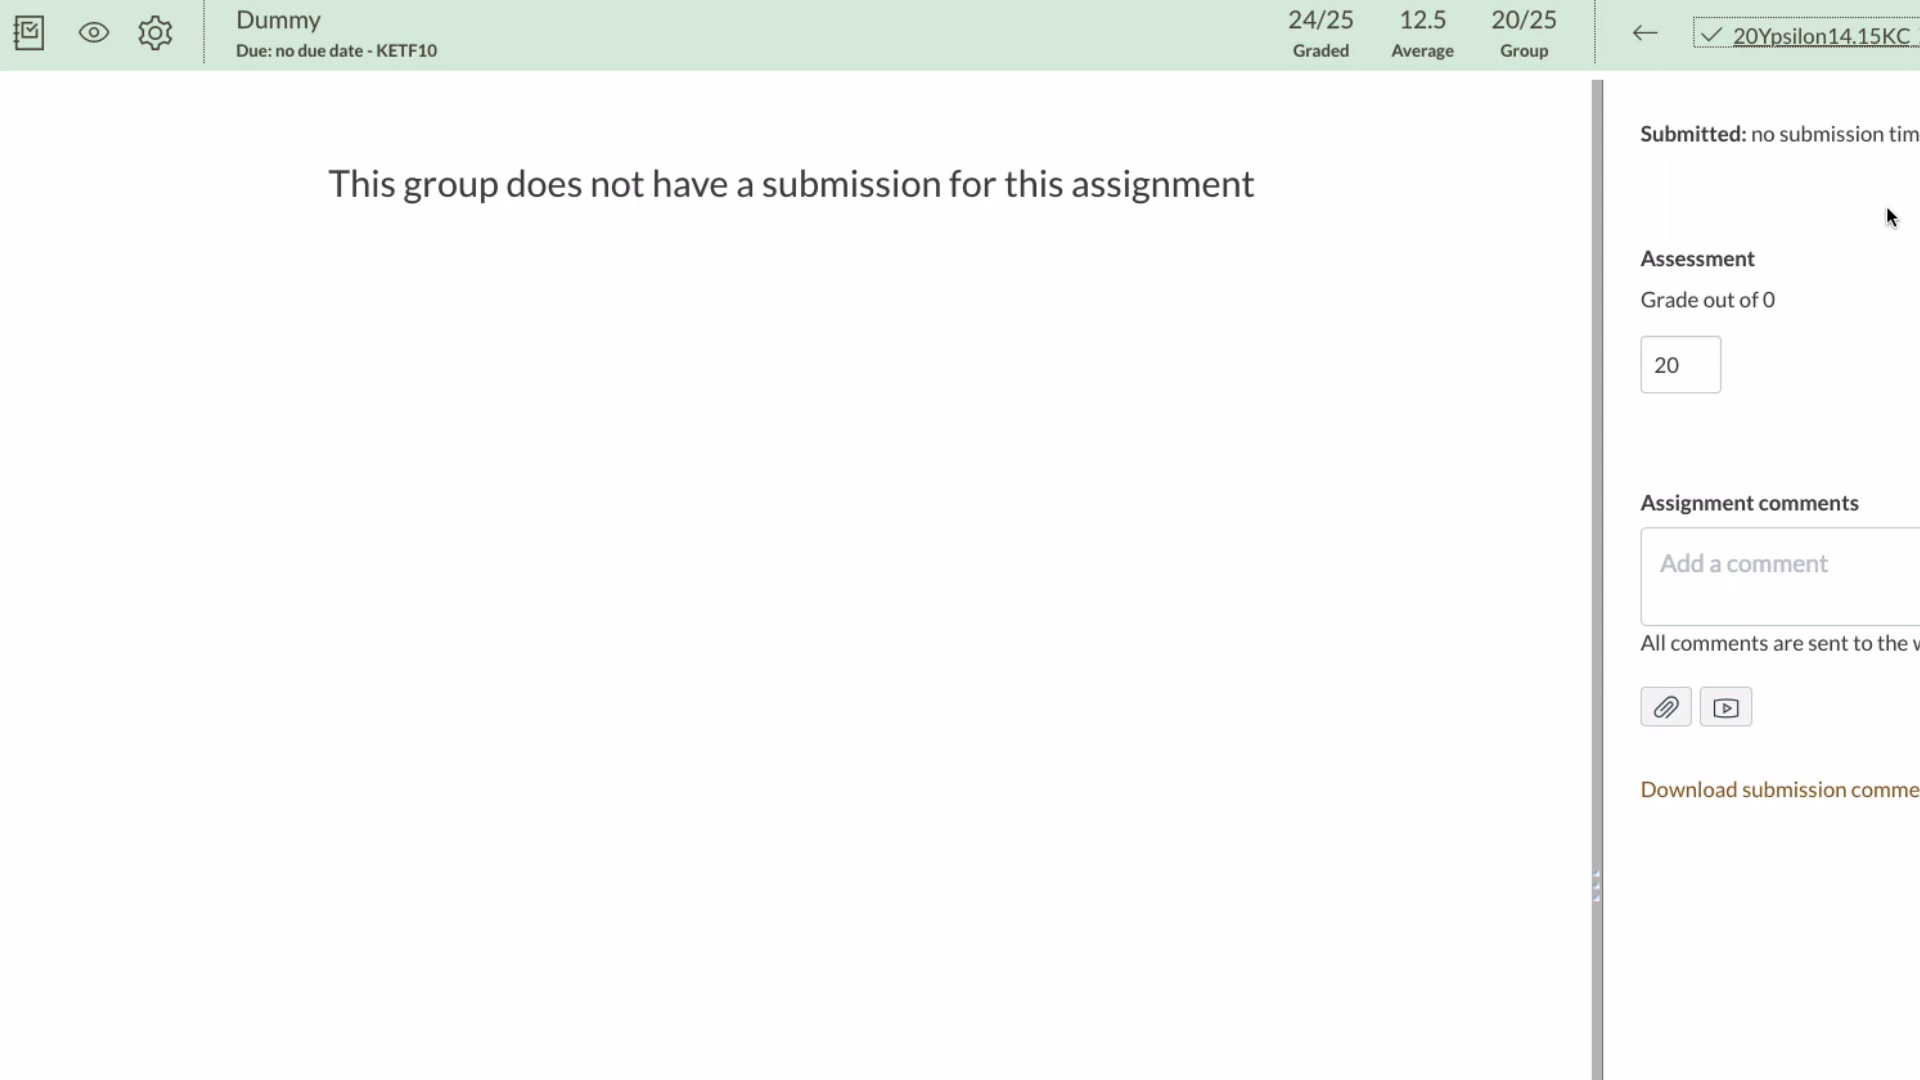 Dummy
Due: no due date - KETF10
24/25
Graded
12.5
Average
20/25
Group
20Ypsilon14.15KC
This group does not have a submission for this assignment
Submitted: no submission tim
Assessment
Grade out of 0
20
Assignment comments
Add a comment
All comments are sent to the
Download submission comme